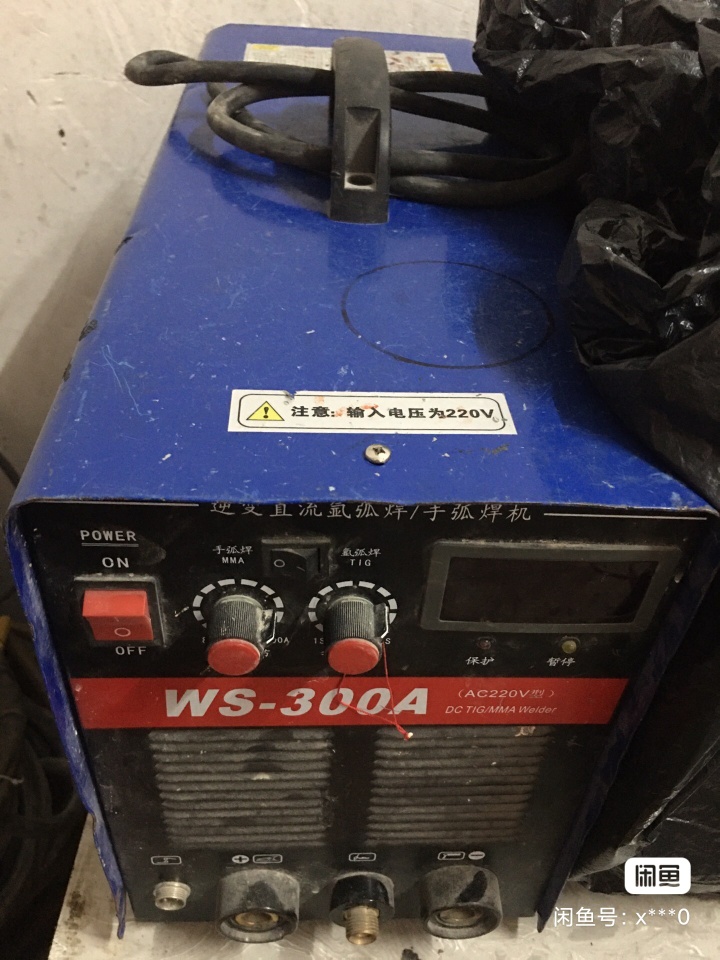 注意: 输入电压为220V
逆变直流氩弧焊/手弧焊机
POWER
ON
OFF
手弧焊
MMA
氩弧焊
TIG
保护
暂停
WS-300A
(AC220V型)
DC TIG/MMA Welder
闲鱼
闲鱼号: x***0